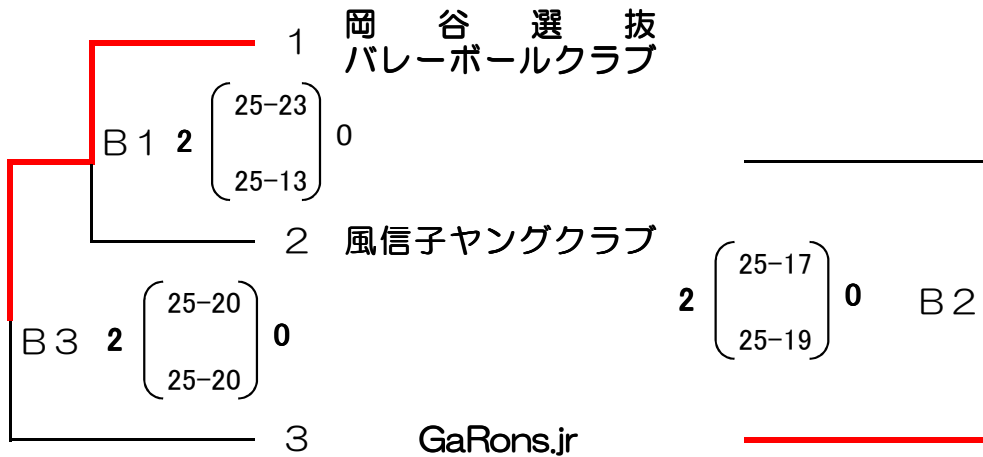 1 岡谷選抜
バレーボールクラブ
B1 2 25-23 0
25-13
2 風信子ヤングクラブ
B3 2 25-20 0
25-20
2 25-17 0 B2
25-19
3 GaRons.jr